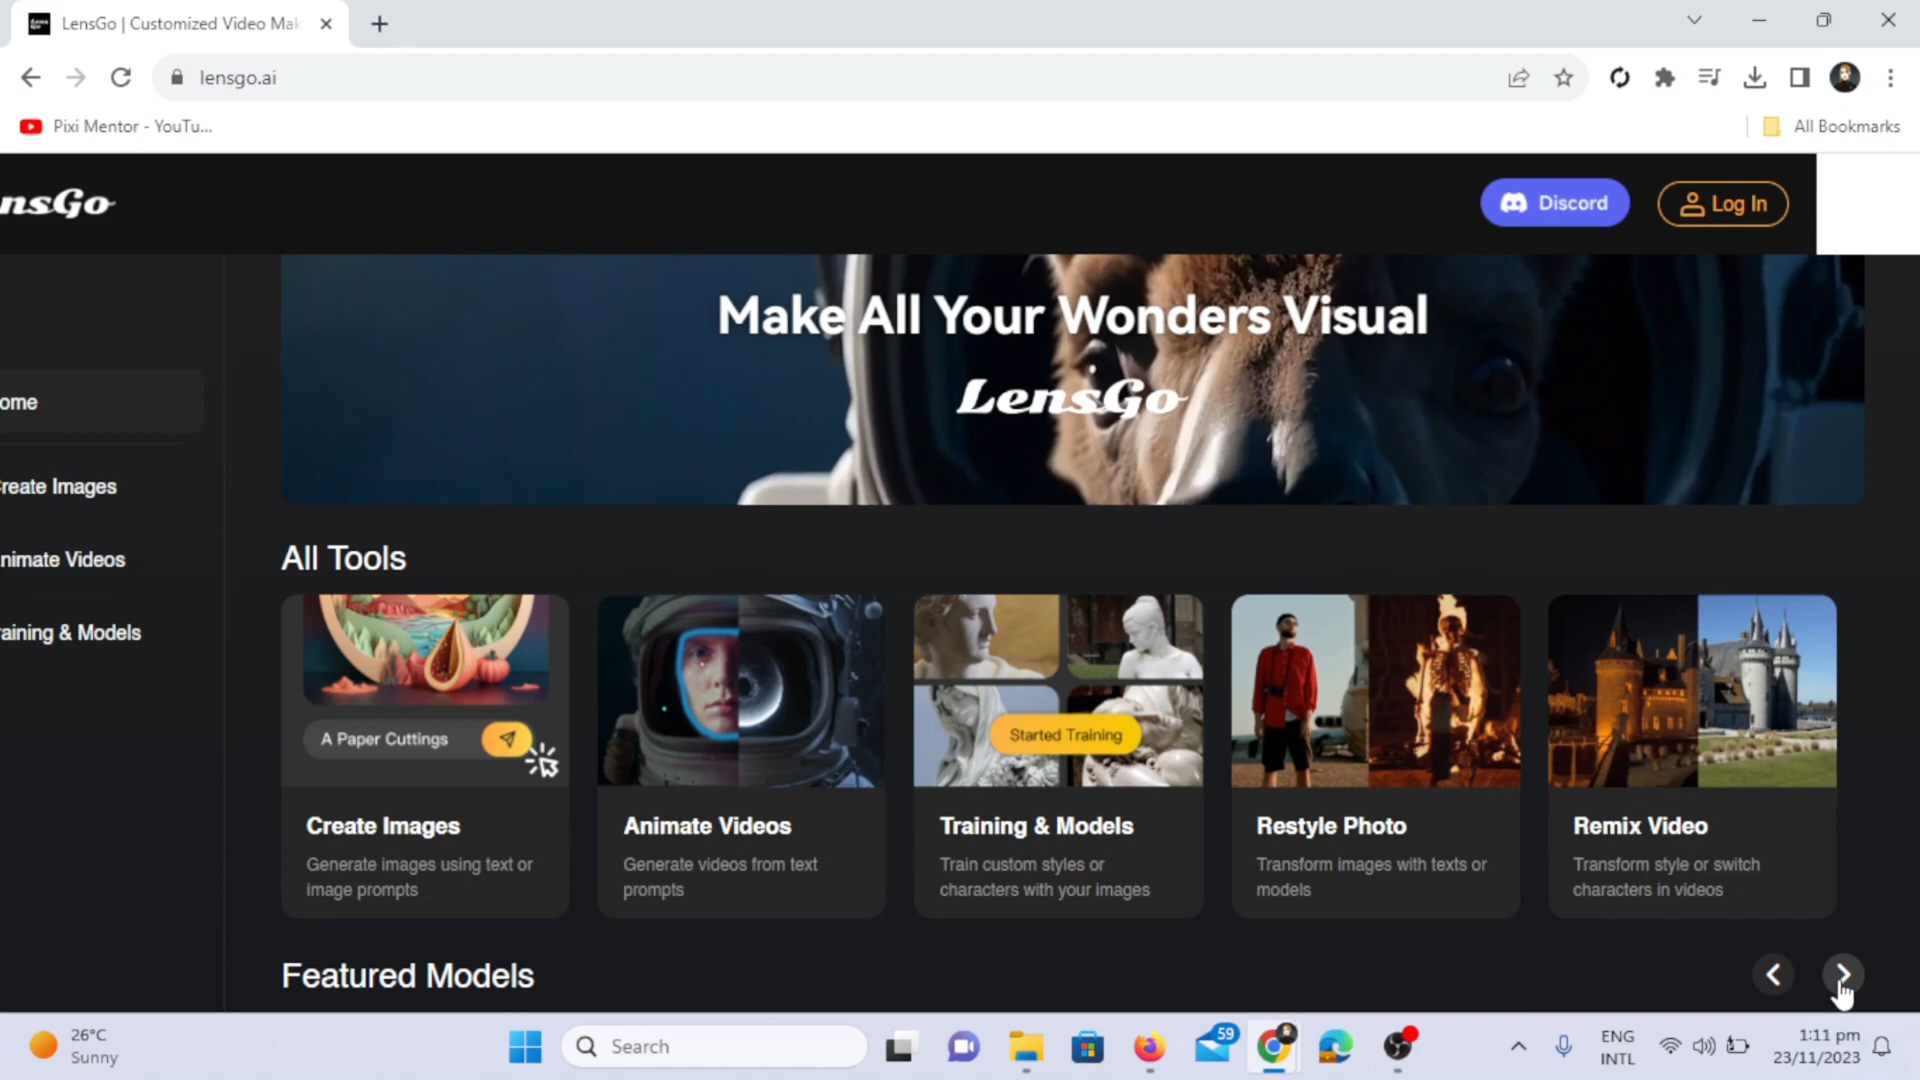 LensGo | Customized Video Mak
lensgo.ai
Pixi Mentor - YouTu...
All Bookmarks
nsGo
Discord
Log In
Make All Your Wonders Visual
LensGo
ome
reate Images
nimate Videos
raining & Models
All Tools
A Paper Cuttings
Started Training
Create Images
Generate images using text or
image prompts
Animate Videos
Generate videos from text
prompts
Training & Models
Train custom styles or
characters with your images
Restyle Photo
Transform images with texts or
models
Remix Video
Transform style or switch
characters in videos
Featured Models
26°C
Sunny
Search
59
ENG
INTL
1:11 pm
23/11/2023